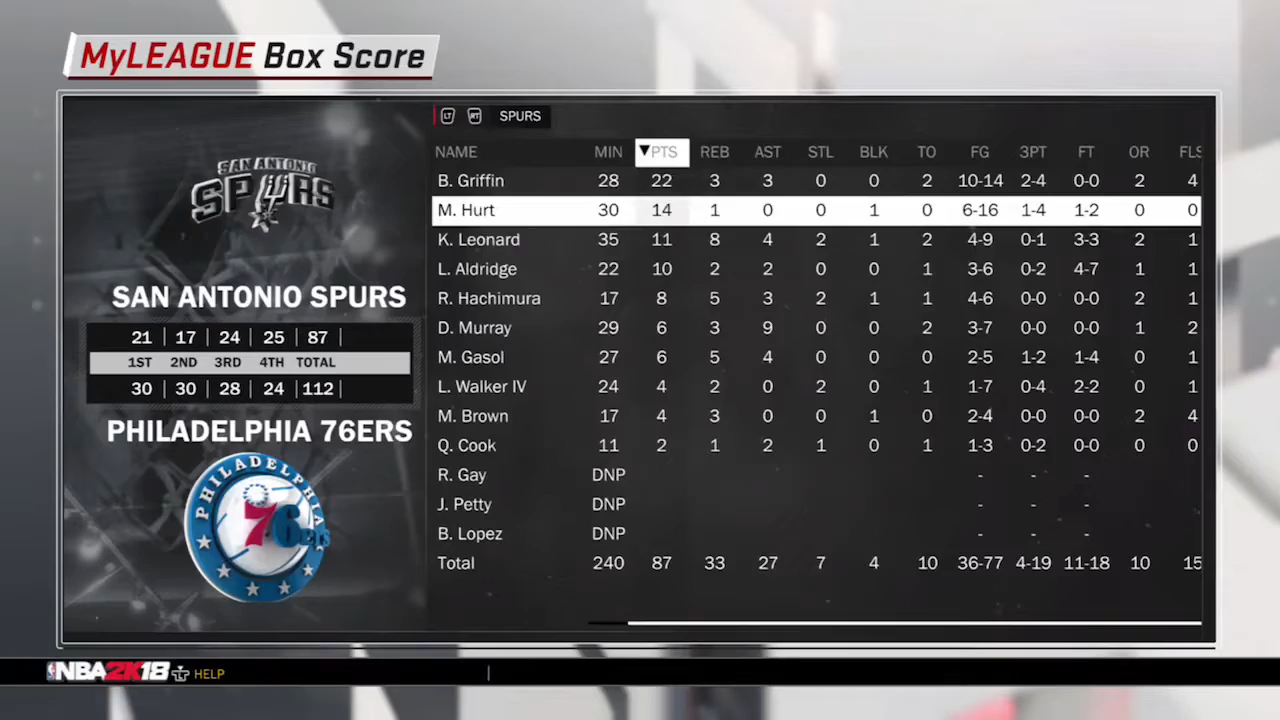 MyLEAGUE Box Score
SAN ANTONIO
SPURS
SAN ANTONIO SPURS
21 | 17 | 24 | 25 | 87 |
1ST 2ND 3RD 4TH TOTAL
30 | 30 | 28 | 24 | 112 |
PHILADELPHIA 76ERS
PHILADELPHIA
76ers
LT RT SPURS
NAME MIN ▼PTS REB AST STL BLK TO FG 3PT FT OR FLS
B. Griffin 28 22 3 3 0 0 2 10-14 2-4 0-0 2 4
M. Hurt 30 14 1 0 0 1 0 6-16 1-4 1-2 0 0
K. Leonard 35 11 8 4 2 1 2 4-9 0-1 3-3 2 1
L. Aldridge 22 10 2 2 0 0 1 3-6 0-2 4-7 1 1
R. Hachimura 17 8 5 3 2 1 1 4-6 0-0 0-0 2 1
D. Murray 29 6 3 9 0 0 2 3-7 0-0 0-0 1 2
M. Gasol 27 6 5 4 0 0 0 2-5 1-2 1-4 0 1
L. Walker IV 24 4 2 0 2 0 1 1-7 0-4 2-2 0 1
M. Brown 17 4 3 0 0 1 0 2-4 0-0 0-0 2 4
Q. Cook 11 2 1 2 1 0 1 1-3 0-2 0-0 0 0
R. Gay DNP - - -
J. Petty DNP - - -
B. Lopez DNP - - -
Total 240 87 33 27 7 4 10 36-77 4-19 11-18 10 15
NBA2K18 HELP |